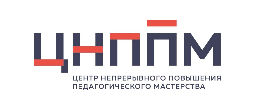 ЦНППМ
ЦЕНТР НЕПРЕРЫВНОГО ПОВЫШЕНИЯ
ПЕДАГОГИЧЕСКОГО МАСТЕРСТВА